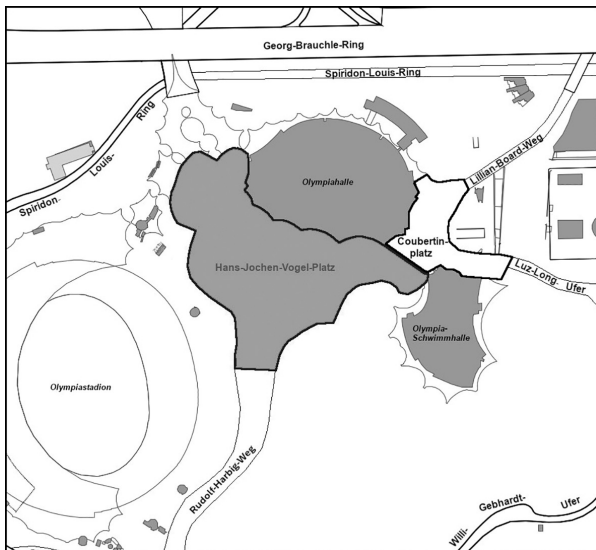 Georg-Brauchle-Ring
Spiridon-Louis-Ring
Spiridon-
Louis-
Ring
Lillian-Board-Weg
Olympiahalle
Coubertin-
platz
Hans-Jochen-Vogel-Platz
Luz-Long-
Ufer
Olympia-
Schwimmhalle
Olympiastadion
Rudolf-Harbig-Weg
Willi-
Gebhardt-
Ufer